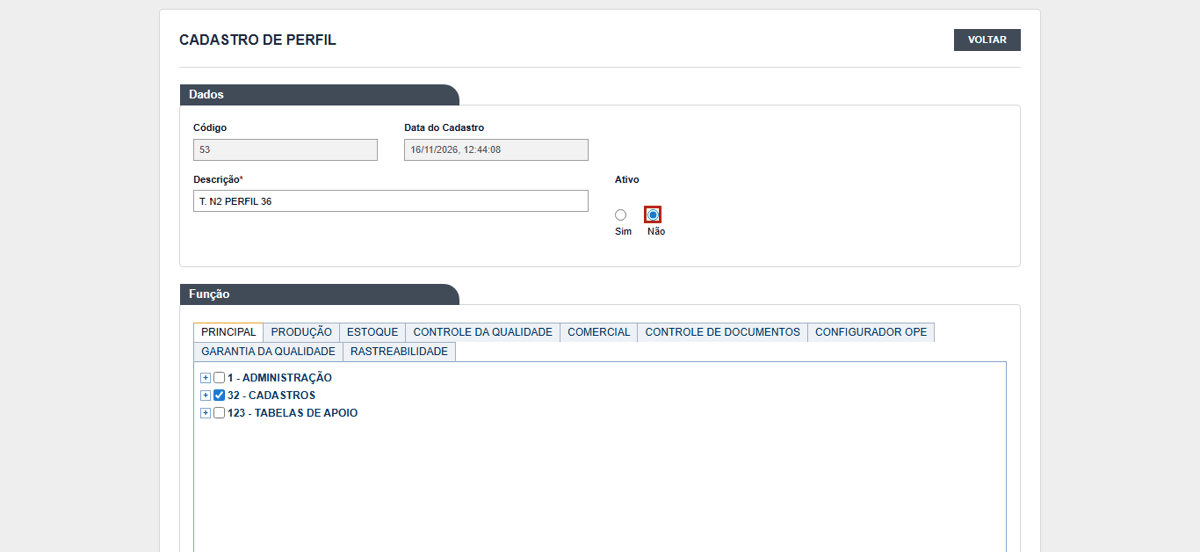 CADASTRO DE PERFIL
VOLTAR
Dados
Código
Data do Cadastro
53
16/11/2026, 12:44:08
Descrição*
Ativo
T. N2 PERFIL 36
Sim
Não
Função
PRINCIPAL
PRODUÇÃO
ESTOQUE
CONTROLE DA QUALIDADE
COMERCIAL
CONTROLE DE DOCUMENTOS
CONFIGURADOR OPE
GARANTIA DA QUALIDADE
RASTREABILIDADE
1 - ADMINISTRAÇÃO
32 - CADASTROS
123 - TABELAS DE APOIO